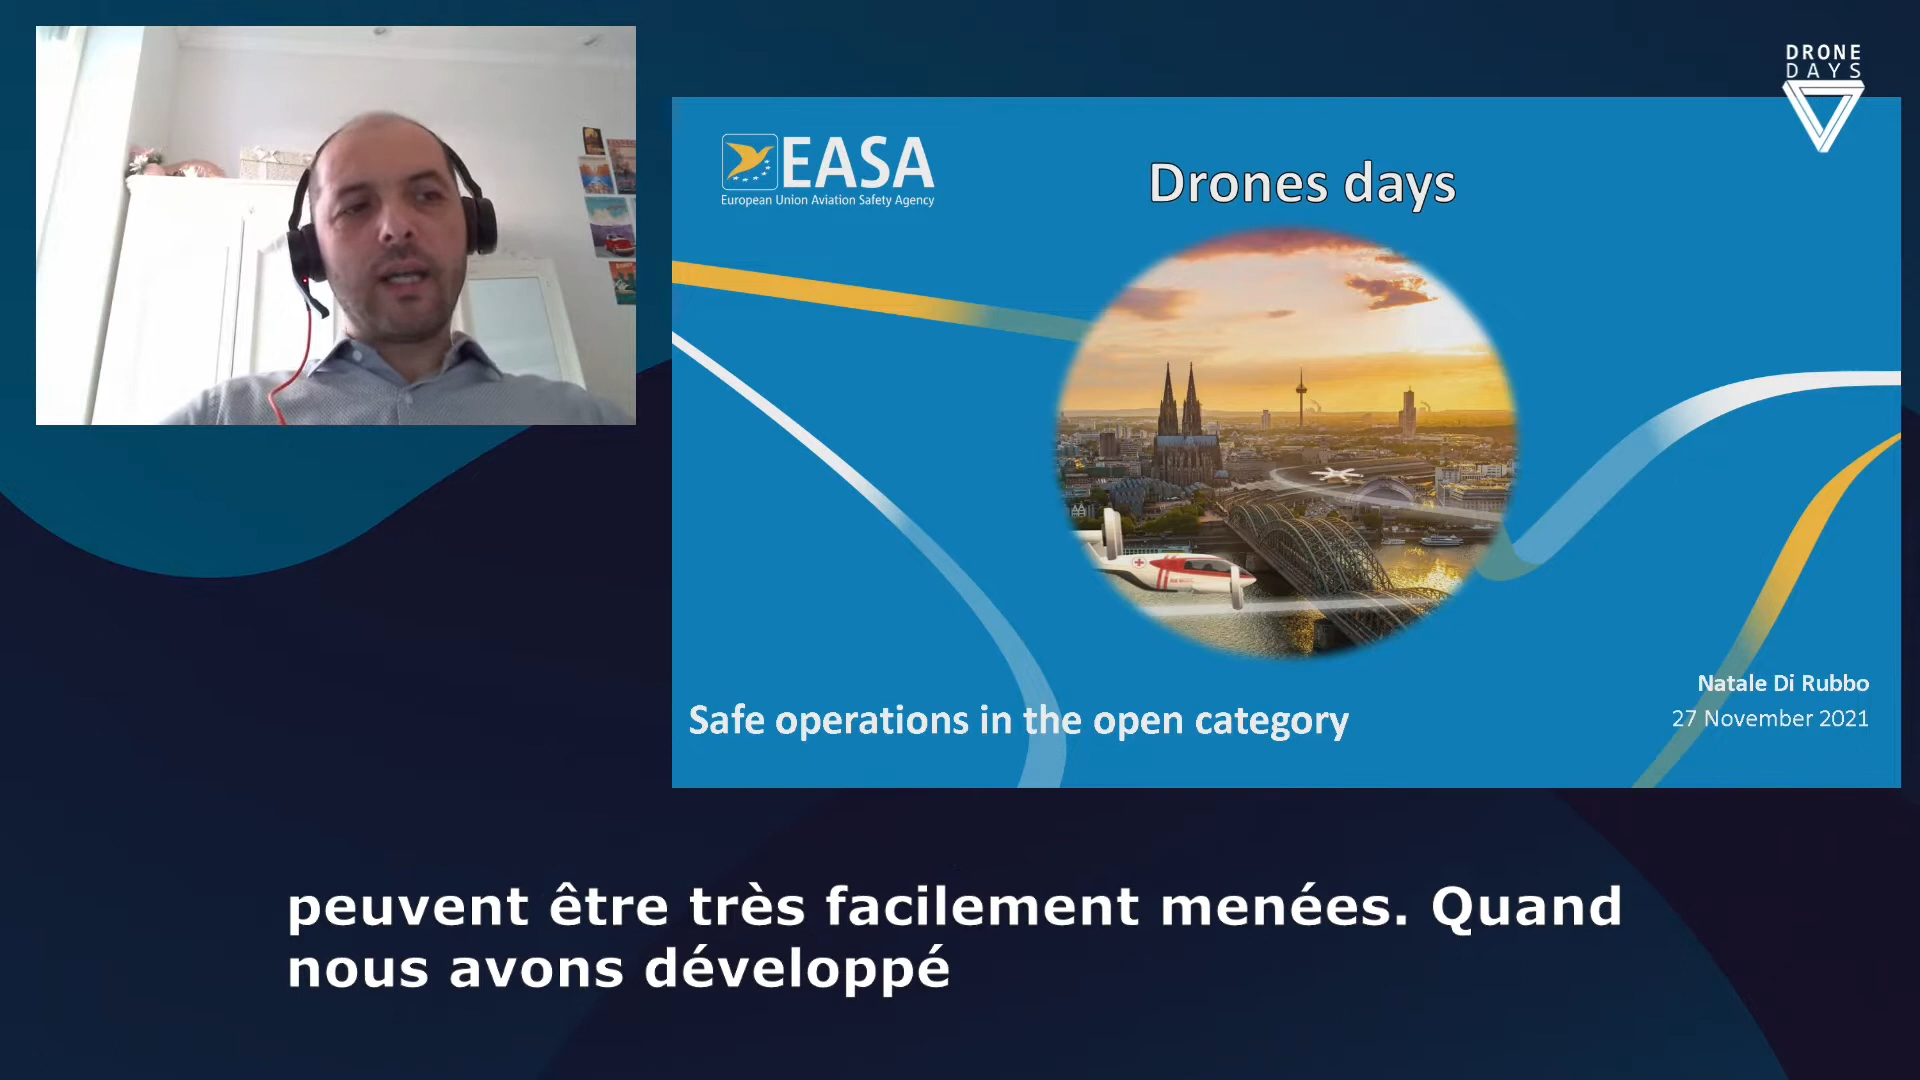 DRONE
DAYS
EASA
European Union Aviation Safety Agency
Drones days
Safe operations in the open category
Natale Di Rubbo
27 November 2021
peuvent être très facilement menées. Quand
nous avons développé